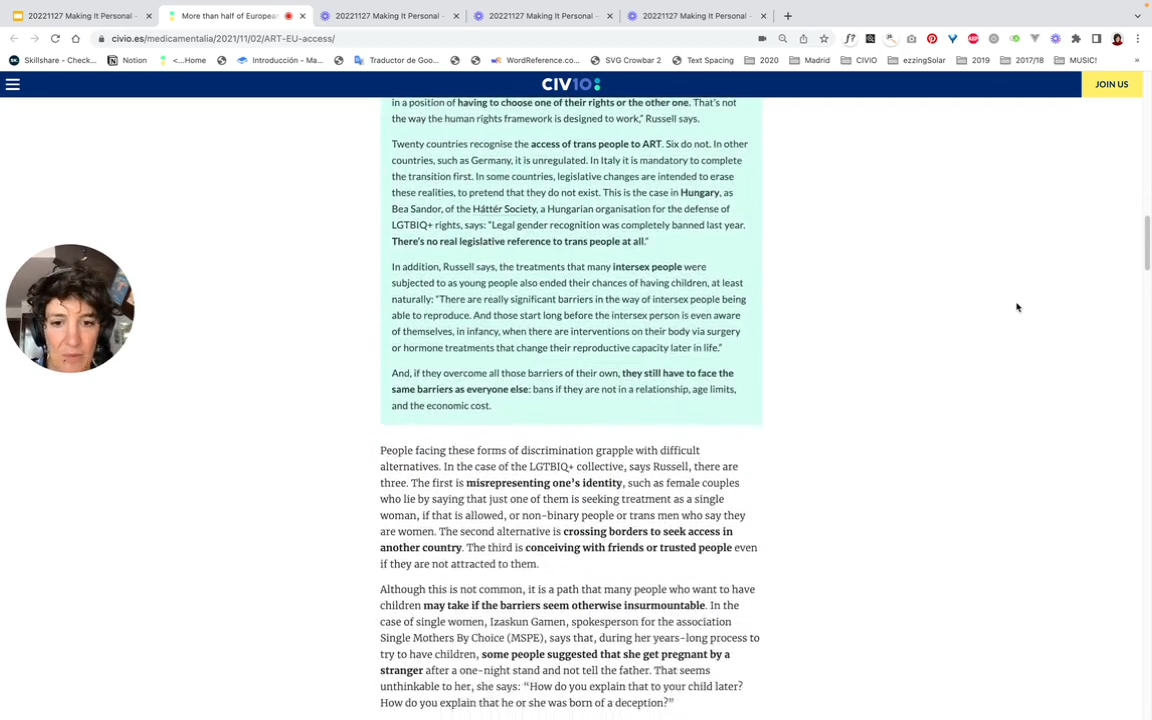 20221127 Making It Personal -
More than half of Europea
20221127 Making It Personal -
20221127 Making It Personal -
20221127 Making It Personal -
civio.es/medicamentalia/2021/11/02/ART-EU-access/
Skillshare - Check...
Notion
<...Home
Introducción - Ma...
Traductor de Goo...
WordReference.co...
SVG Crowbar 2
Text Spacing
2020
Madrid
CIVIO
ezzingSolar
2019
2017/18
MUSIC!
»
CIVIO
JOIN US
in a position of having to choose one of their rights or the other one. That's not
the way the human rights framework is designed to work," Russell says.
Twenty countries recognise the access of trans people to ART. Six do not. In other
countries, such as Germany, it is unregulated. In Italy it is mandatory to complete
the transition first. In some countries, legislative changes are intended to erase
these realities, to pretend that they do not exist. This is the case in Hungary, as
Bea Sandor, of the Háttér Society, a Hungarian organisation for the defense of
LGTBIQ+ rights, says: "Legal gender recognition was completely banned last year.
There's no real legislative reference to trans people at all."
In addition, Russell says, the treatments that many intersex people were
subjected to as young people also ended their chances of having children, at least
naturally: "There are really significant barriers in the way of intersex people being
able to reproduce. And those start long before the intersex person is even aware
of themselves, in infancy, when there are interventions on their body via surgery
or hormone treatments that change their reproductive capacity later in life."
And, if they overcome all those barriers of their own, they still have to face the
same barriers as everyone else: bans if they are not in a relationship, age limits,
and the economic cost.
People facing these forms of discrimination grapple with difficult
alternatives. In the case of the LGTBIQ+ collective, says Russell, there are
three. The first is misrepresenting one's identity, such as female couples
who lie by saying that just one of them is seeking treatment as a single
woman, if that is allowed, or non-binary people or trans men who say they
are women. The second alternative is crossing borders to seek access in
another country. The third is conceiving with friends or trusted people even
if they are not attracted to them.
Although this is not common, it is a path that many people who want to have
children may take if the barriers seem otherwise insurmountable. In the
case of single women, Izaskun Gamen, spokesperson for the association
Single Mothers By Choice (MSPE), says that, during her years-long process to
try to have children, some people suggested that she get pregnant by a
stranger after a one-night stand and not tell the father. That seems
unthinkable to her, she says: "How do you explain that to your child later?
How do you explain that he or she was born of a deception?"